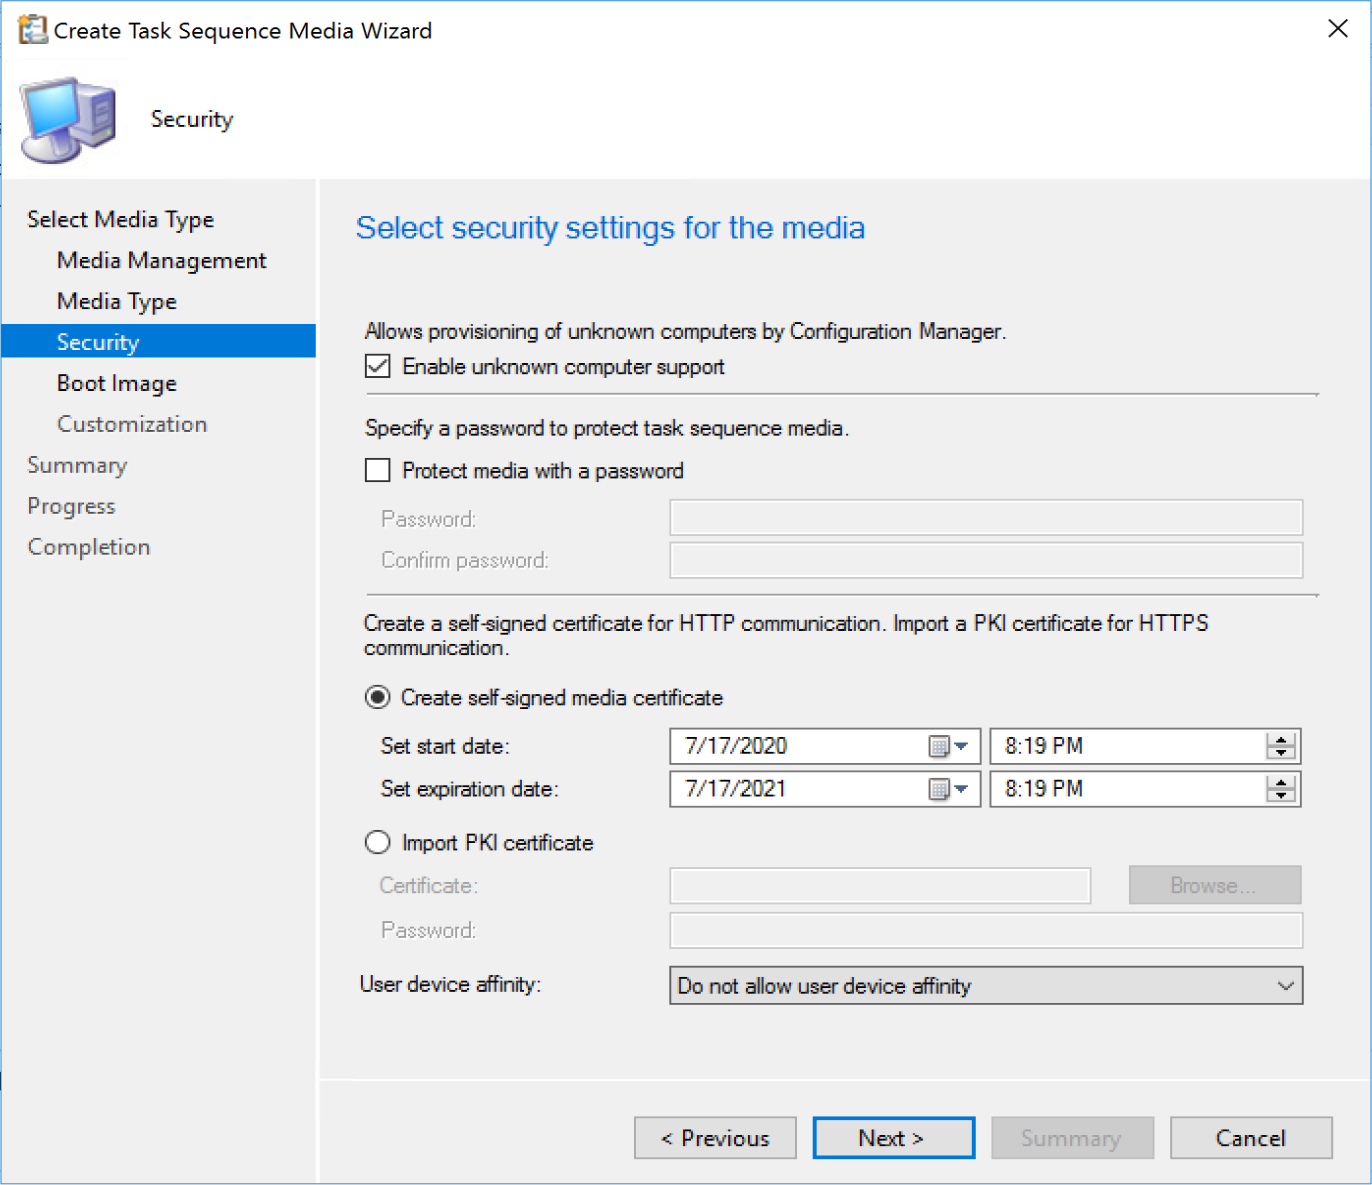 Create Task Sequence Media Wizard
Security
Select Media Type
Media Management
Media Type
Security
Boot Image
Customization
Summary
Progress
Completion
Select security settings for the media
Allows provisioning of unknown computers by Configuration Manager.
Enable unknown computer support
Specify a password to protect task sequence media.
Protect media with a password
Password:
Confirm password:
Create a self-signed certificate for HTTP communication. Import a PKI certificate for HTTPS
communication.
Create self-signed media certificate
Set start date: 7/17/2020 8:19 PM
Set expiration date: 7/17/2021 8:19 PM
Import PKI certificate
Certificate: Browse...
Password:
User device affinity: Do not allow user device affinity
< Previous Next > Summary Cancel